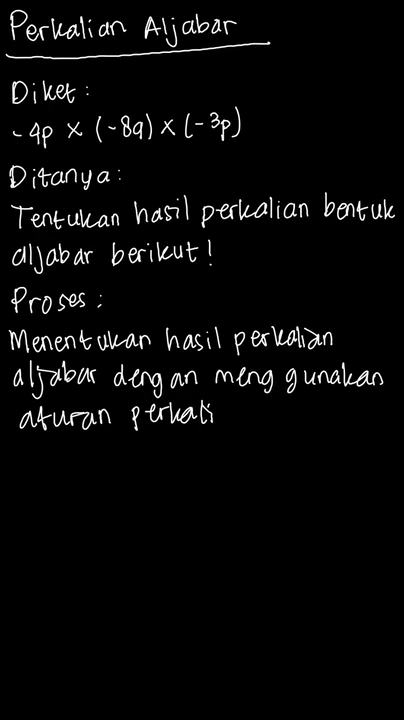 Perkalian Aljabar
Diket:
-4p × (-8q) × (-3p)
Ditanya:
Tentukan hasil perkalian bentuk
aljabar berikut!
Proses:
Menentukan hasil perkalian
aljabar dengan menggunakan
aturan perkali